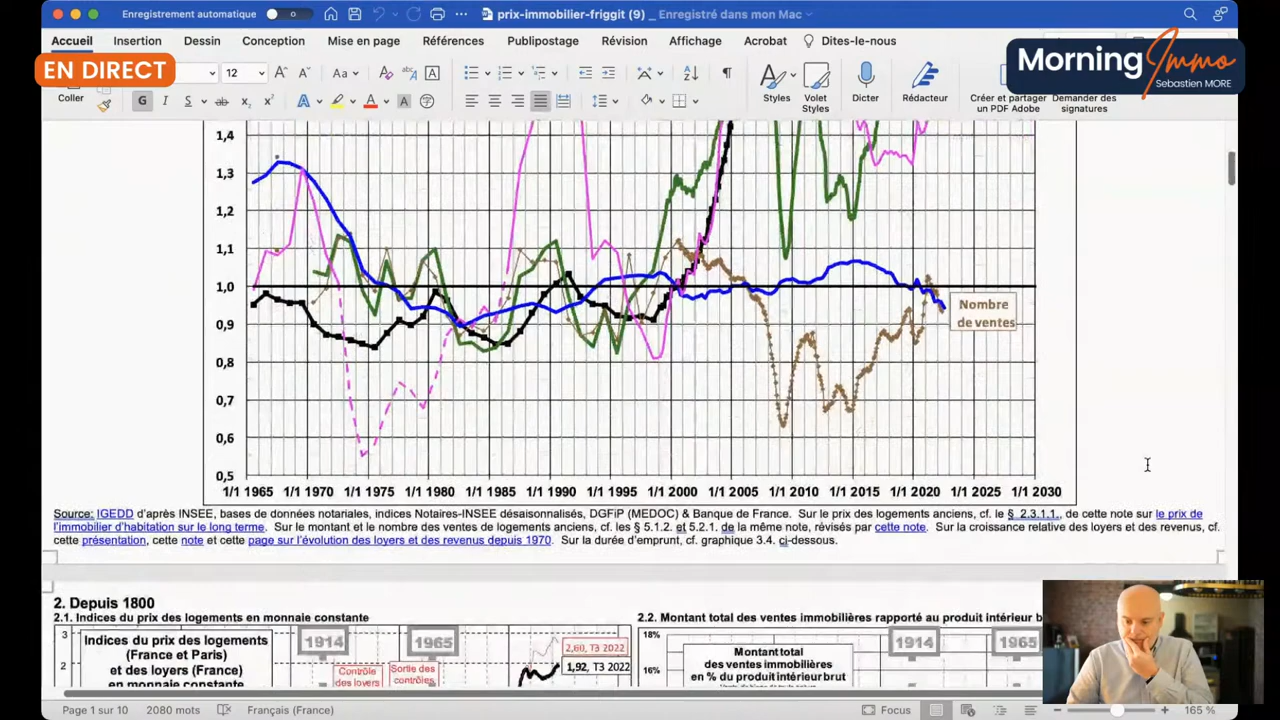 Enregistrement automatique
prix-immobilier-friggit (9) _ Enregistré dans mon Mac
Accueil Insertion Dessin Conception Mise en page Références Publipostage Révision Affichage Acrobat Dites-le-nous
EN DIRECT
Morning Immo
Sebastien MORE
12
Aa
Coller
G I S ab x₂ x²
Styles
Volet Styles
Dicter
Rédacteur
Créer et partager un PDF Adobe
Demander des signatures
1,4
1,3
1,2
1,1
1,0
0,9
0,8
0,7
0,6
0,5
Nombre
de ventes
1/1 1965 1/1 1970 1/1 1975 1/1 1980 1/1 1985 1/1 1990 1/1 1995 1/1 2000 1/1 2005 1/1 2010 1/1 2015 1/1 2020 1/1 2025 1/1 2030
Source: IGEDD d'après INSEE, bases de données notariales, indices Notaires-INSEE désaisonnalisés, DGFiP (MEDOC) & Banque de France. Sur le prix des logements anciens, cf. le § 2.3.1.1., de cette note sur le prix de
l'immobilier d'habitation sur le long terme. Sur le montant et le nombre des ventes de logements anciens, cf. les § 5.1.2. et 5.2.1. de la même note, révisés par cette note. Sur la croissance relative des loyers et des revenus, cf.
cette présentation, cette note et cette page sur l'évolution des loyers et des revenus depuis 1970. Sur la durée d'emprunt, cf. graphique 3.4. ci-dessous.
2. Depuis 1800
2.1. Indices du prix des logements en monnaie constante
2.2. Montant total des ventes immobilières rapporté au produit intérieur b
3
2
Indices du prix des logements
(France et Paris)
et des loyers (France)
en monnaie constante
1914
1965
Contrôle
des loyers
Sortie des
contrôles
2,60, T3 2022
1,92, T3 2022
18%
16%
Montant total
des ventes immobilières
en % du produit intérieur brut
1914
1965
Page 1 sur 10 2080 mots Français (France) Focus 165 %